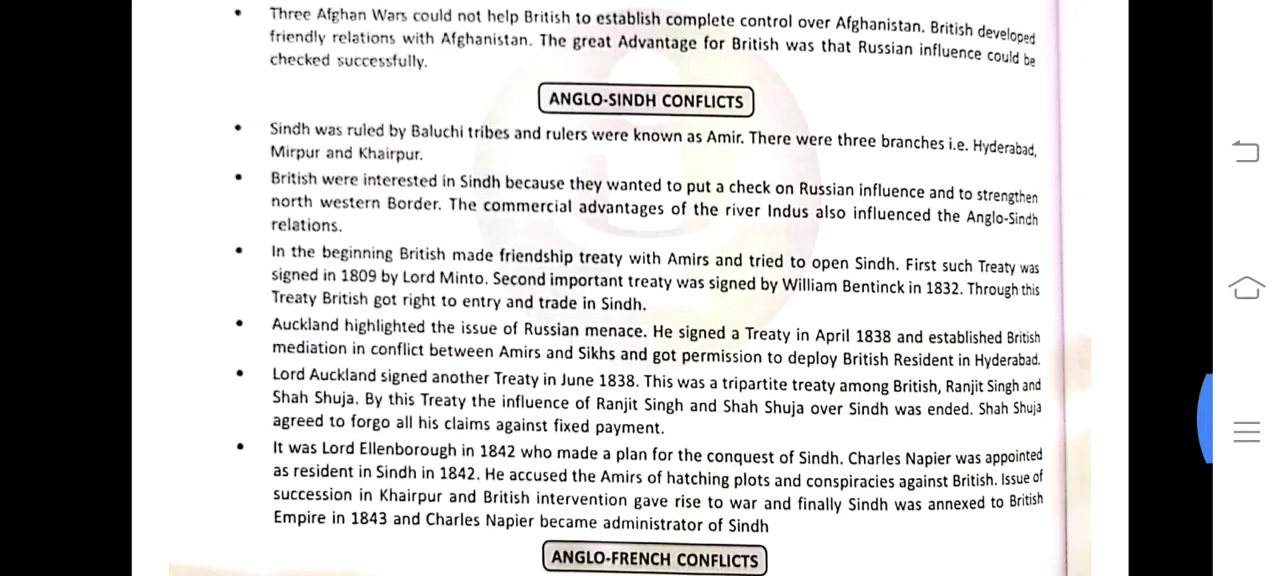 • Three Afghan Wars could not help British to establish complete control over Afghanistan. British developed
friendly relations with Afghanistan. The great Advantage for British was that Russian influence could be
checked successfully.
ANGLO-SINDH CONFLICTS
• Sindh was ruled by Baluchi tribes and rulers were known as Amir. There were three branches i.e. Hyderabad,
Mirpur and Khairpur.
• British were interested in Sindh because they wanted to put a check on Russian influence and to strengthen
north western Border. The commercial advantages of the river Indus also influenced the Anglo-Sindh
relations.
• In the beginning British made friendship treaty with Amirs and tried to open Sindh. First such Treaty was
signed in 1809 by Lord Minto. Second important treaty was signed by William Bentinck in 1832. Through this
Treaty British got right to entry and trade in Sindh.
• Auckland highlighted the issue of Russian menace. He signed a Treaty in April 1838 and established British
mediation in conflict between Amirs and Sikhs and got permission to deploy British Resident in Hyderabad.
• Lord Auckland signed another Treaty in June 1838. This was a tripartite treaty among British, Ranjit Singh and
Shah Shuja. By this Treaty the influence of Ranjit Singh and Shah Shuja over Sindh was ended. Shah Shuja
agreed to forgo all his claims against fixed payment.
• It was Lord Ellenborough in 1842 who made a plan for the conquest of Sindh. Charles Napier was appointed
as resident in Sindh in 1842. He accused the Amirs of hatching plots and conspiracies against British. Issue of
succession in Khairpur and British intervention gave rise to war and finally Sindh was annexed to British
Empire in 1843 and Charles Napier became administrator of Sindh
ANGLO-FRENCH CONFLICTS